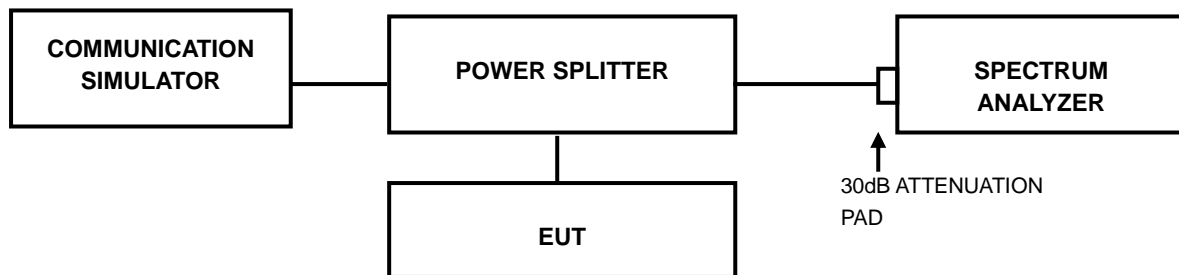 COMMUNICATION
SIMULATOR
POWER SPLITTER
SPECTRUM
ANALYZER
30dB ATTENUATION
PAD
EUT